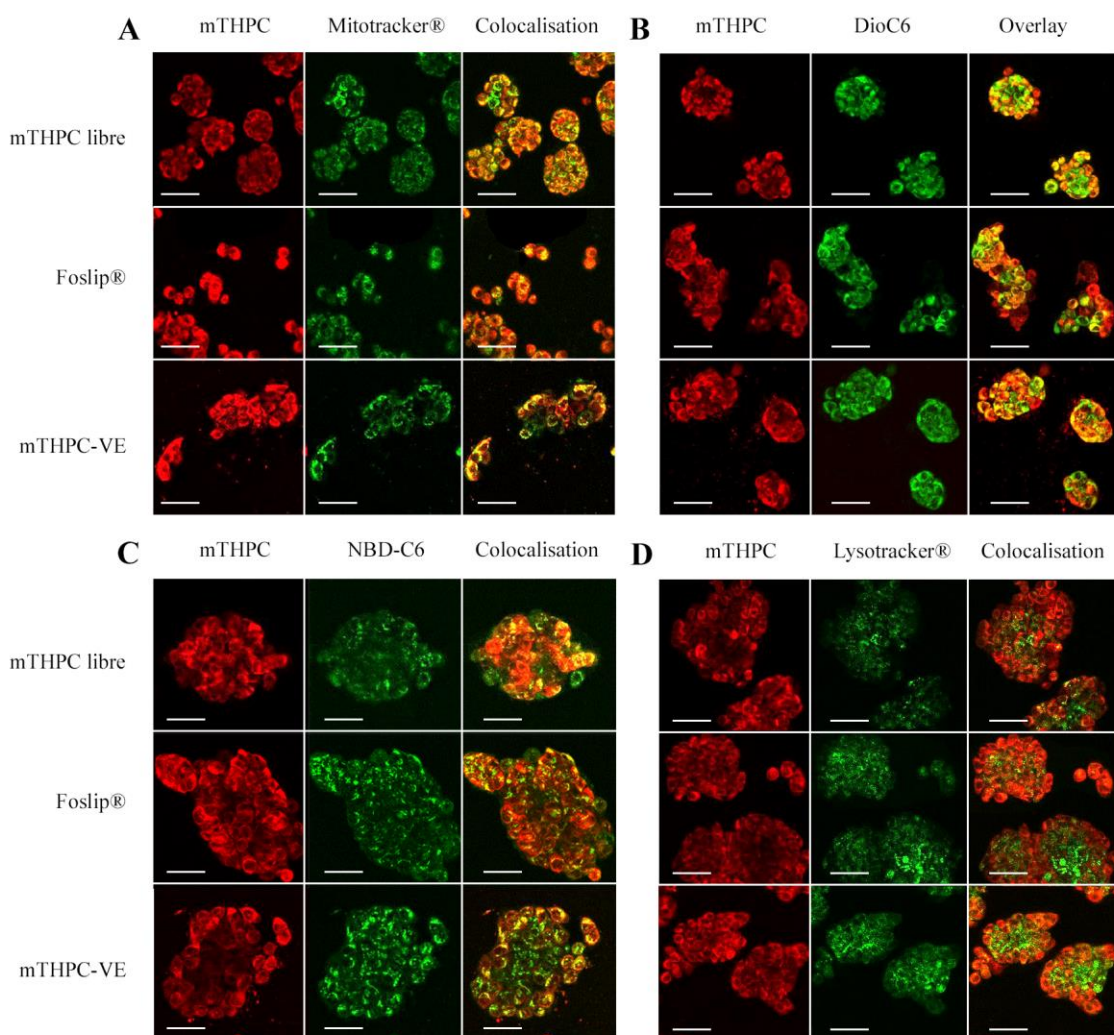 A mTHPC Mitotracker® Colocalisation
mTHPC libre
Foslip®
mTHPC-VE
B mTHPC DioC6 Overlay
C mTHPC NBD-C6 Colocalisation
mTHPC libre
Foslip®
mTHPC-VE
D mTHPC Lysotracker® Colocalisation